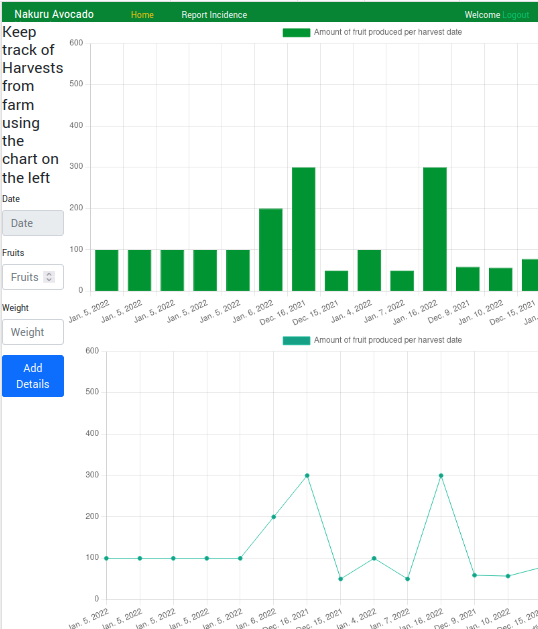 Nakuru Avocado
Home
Report Incidence
Welcome Logout
Keep
track of
Harvests
from
farm
using
the
chart on
the left
Date
Date
Fruits
Fruits
Weight
Weight
Add
Details
Amount of fruit produced per harvest date
600
500
400
300
200
100
0
Jan. 5, 2022
Jan. 5, 2022
Jan. 5, 2022
Jan. 5, 2022
Jan. 5, 2022
Jan. 6, 2022
Dec. 16, 2021
Dec. 15, 2021
Jan. 4, 2022
Jan. 7, 2022
Jan. 16, 2022
Dec. 9, 2021
Jan. 10, 2022
Dec. 15, 2021
Jan.
Amount of fruit produced per harvest date
600
500
400
300
200
100
0
Jan. 5, 2022
Jan. 5, 2022
Jan. 5, 2022
Jan. 5, 2022
Jan. 5, 2022
Jan. 6, 2022
Dec. 16, 2021
Dec. 15, 2021
Jan. 4, 2022
Jan. 7, 2022
Jan. 16, 2022
Dec. 9, 2021
Jan. 10, 2022
Dec. 15, 2021